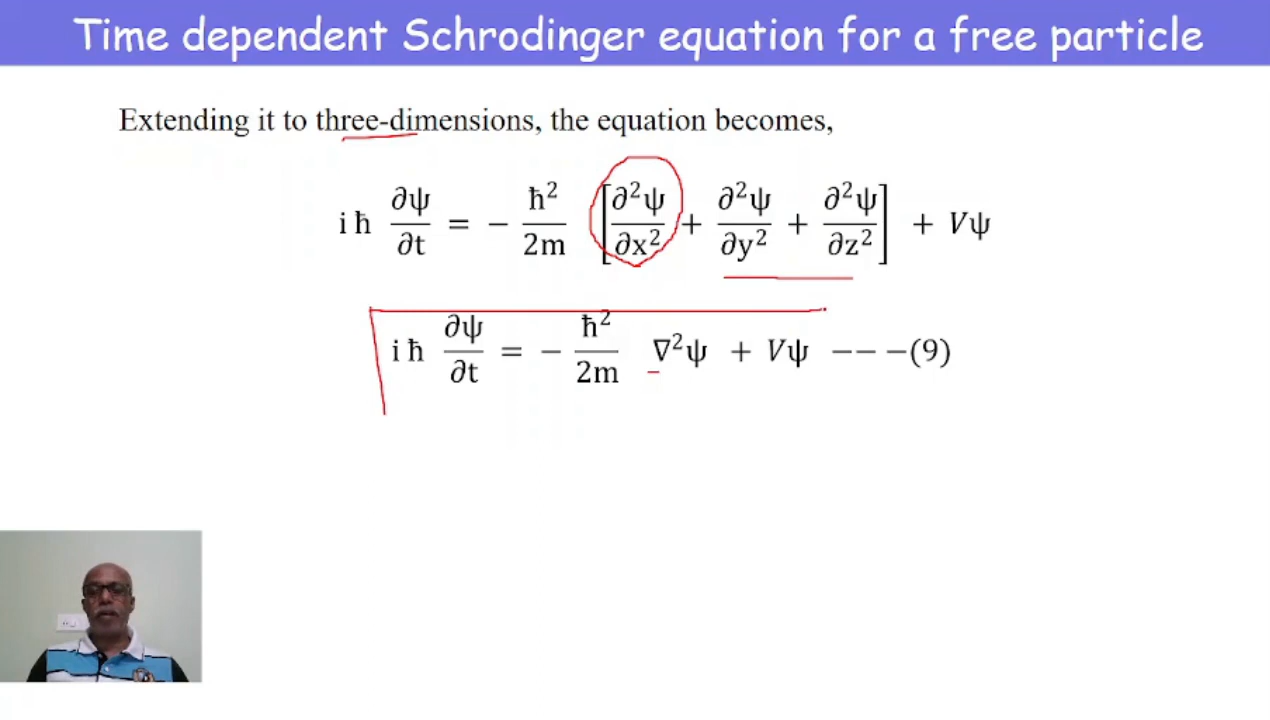 Time dependent Schrodinger equation for a free particle
Extending it to three-dimensions, the equation becomes,
i ħ ∂ψ/∂t = − ħ²/2m [∂²ψ/∂x² + ∂²ψ/∂y² + ∂²ψ/∂z²] + Vψ
i ħ ∂ψ/∂t = − ħ²/2m ∇²ψ + Vψ −− −(9)